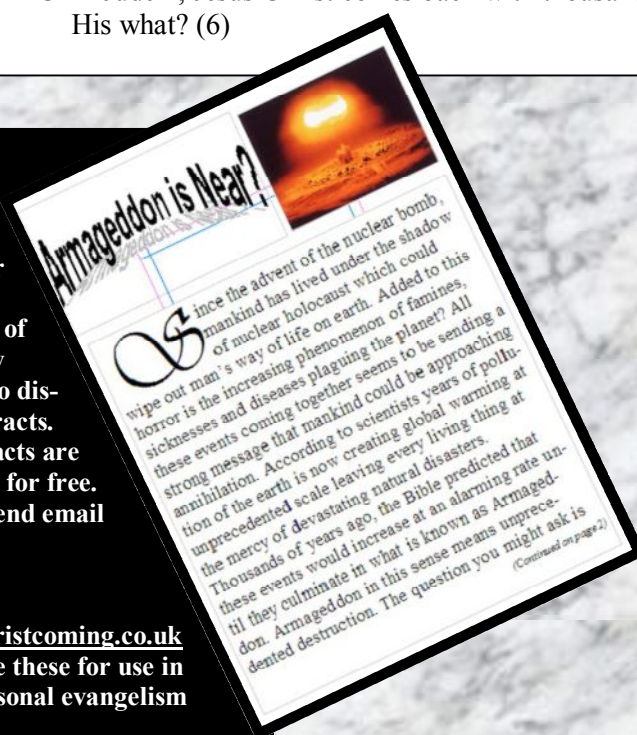 His what? (6)
of
dis-
racts.
acts are
for free.
end email
ristcoming.co.uk
e these for use in
sonal evangelism
Armageddon is Near?
Since the advent of the nuclear bomb,
mankind has lived under the shadow
of nuclear holocaust which could
wipe out man's way of life on earth. Added to this
horror is the increasing phenomenon of famines,
sicknesses and diseases plaguing the planet? All
these events coming together seems to be sending a
strong message that mankind could be approaching
annihilation. According to scientists years of pollu-
tion of the earth is now creating global warming at
unprecedented scale leaving every living thing at
the mercy of devastating natural disasters.
Thousands of years ago, the Bible predicted that
these events would increase at an alarming rate un-
til they culminate in what is known as Armaged-
don. Armageddon in this sense means unprece-
dented destruction. The question you might ask is
(Continued on page 2)